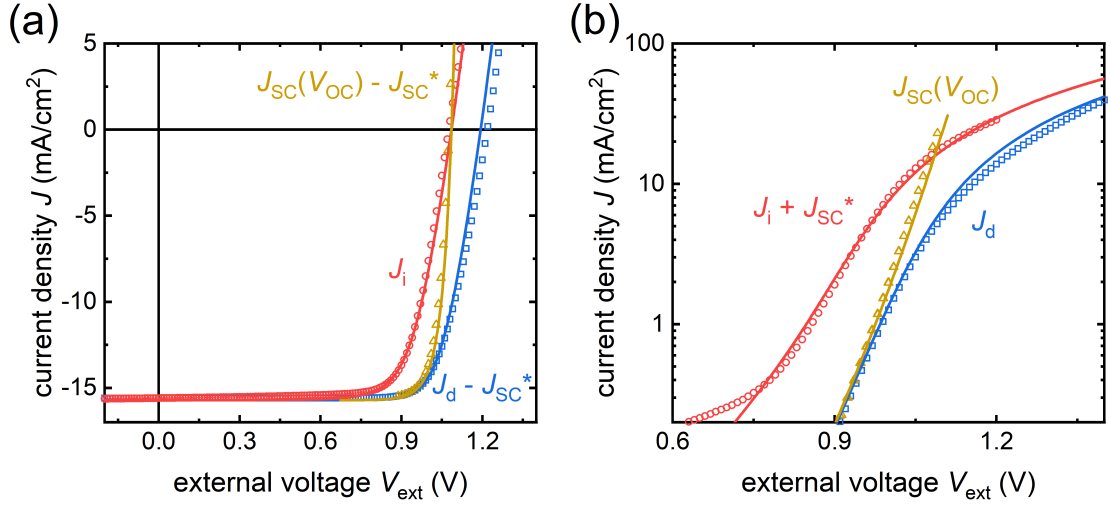 (a)
5
0
-5
-10
-15
0.0 0.3 0.6 0.9 1.2
current density J (mA/cm²)
external voltage V_ext (V)
J_SC(V_OC) - J_SC*
J_i
J_d - J_SC*
(b)
100
10
1
0.6 0.9 1.2
current density J (mA/cm²)
external voltage V_ext (V)
J_SC(V_OC)
J_i + J_SC*
J_d